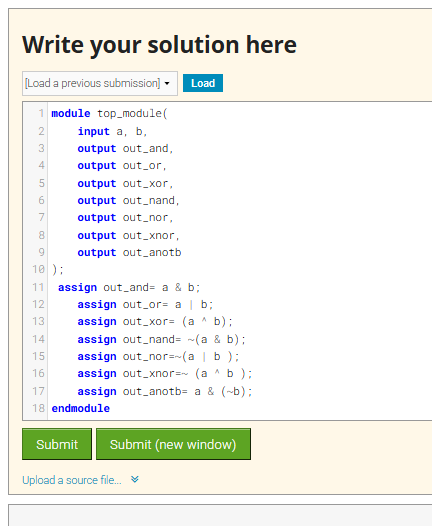 Write your solution here
[Load a previous submission] Load
1 module top_module(
2 input a, b,
3 output out_and,
4 output out_or,
5 output out_xor,
6 output out_nand,
7 output out_nor,
8 output out_xnor,
9 output out_anotb
10 );
11 assign out_and= a & b;
12 assign out_or= a | b;
13 assign out_xor= (a ^ b);
14 assign out_nand= ~(a & b);
15 assign out_nor=~(a | b );
16 assign out_xnor=~ (a ^ b );
17 assign out_anotb= a & (~b);
18 endmodule
Submit Submit (new window)
Upload a source file...